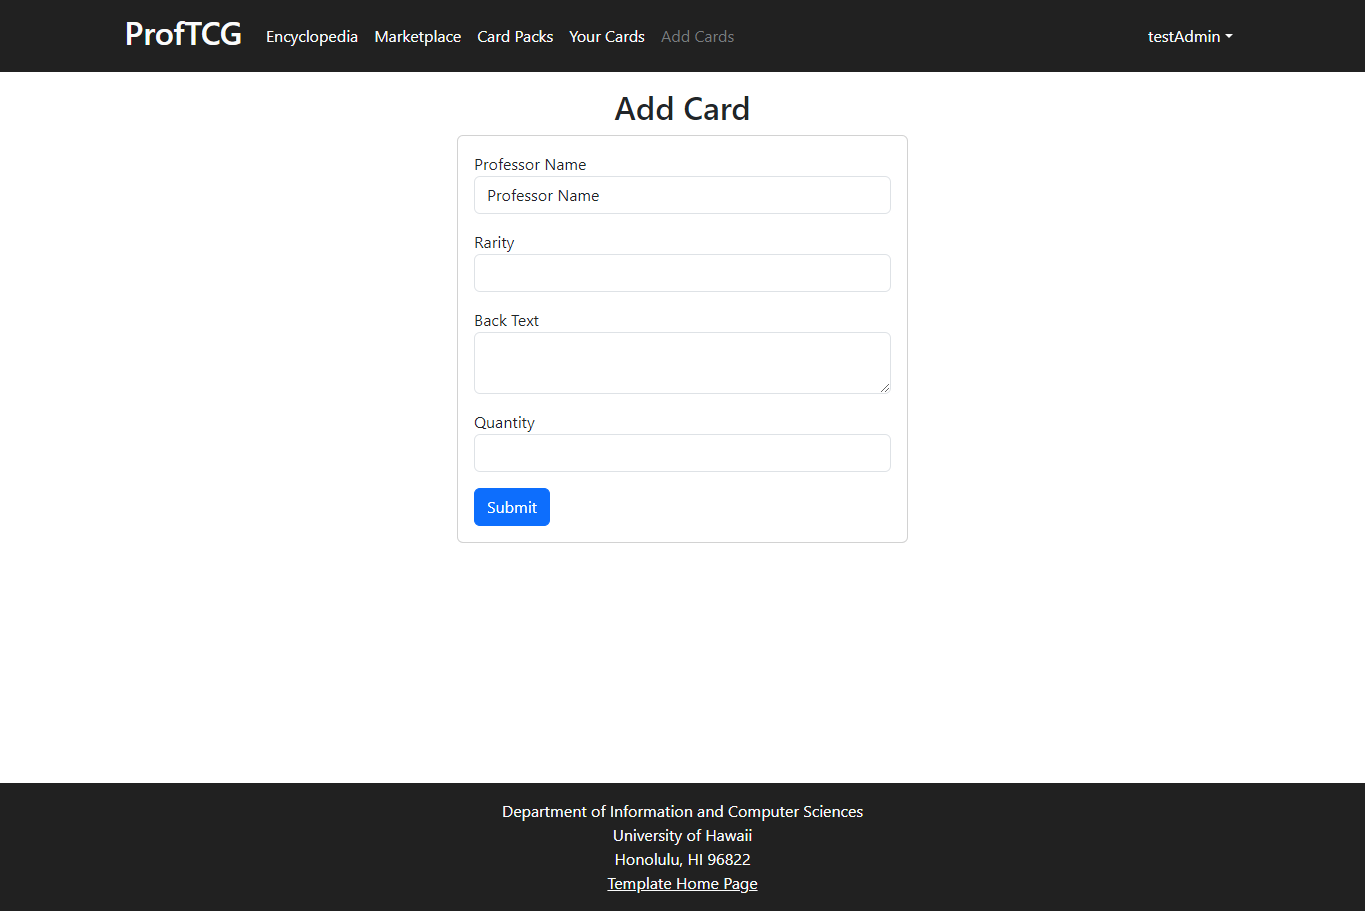 ProfTCG Encyclopedia Marketplace Card Packs Your Cards Add Cards testAdmin
Add Card
Professor Name
Professor Name
Rarity
Back Text
Quantity
Submit
Department of Information and Computer Sciences
University of Hawaii
Honolulu, HI 96822
Template Home Page